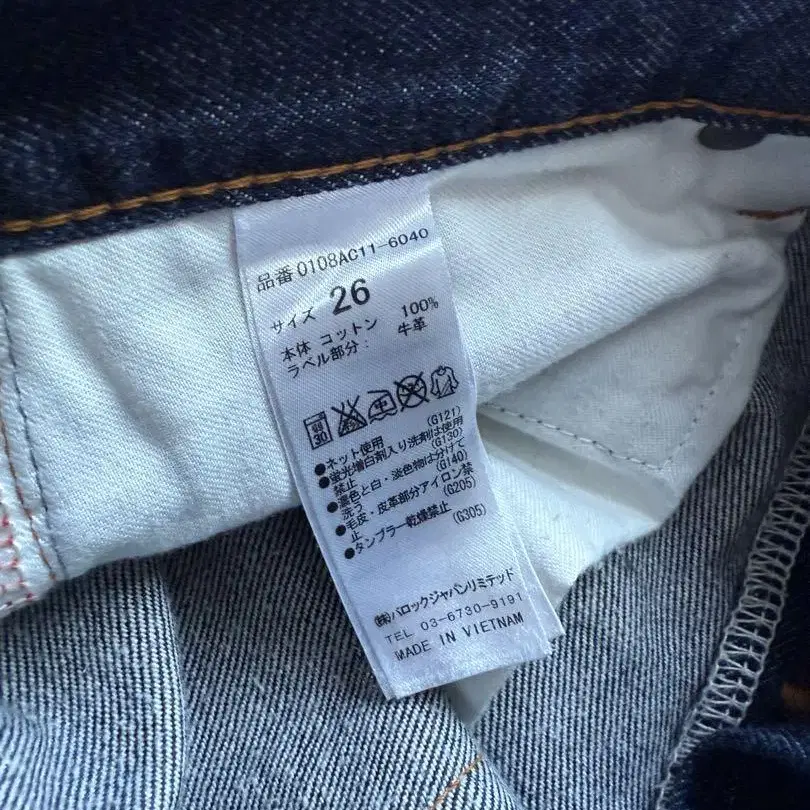 品番 0108AC11-6040
サイズ 26
本体 コットン 100%
ラベル部分: 牛革
弱
30
中
●ネット使用 (G121)
●蛍光増白剤入り洗剤は使用
禁止 (G130)
●濃色と白・淡色物は分けて
洗う (G140)
●毛皮・皮革部分アイロン禁
止 (G205)
●タンブラー乾燥禁止 (G305)
(株)バロックジャパンリミテッド
TEL 03-6730-9191
MADE IN VIETNAM